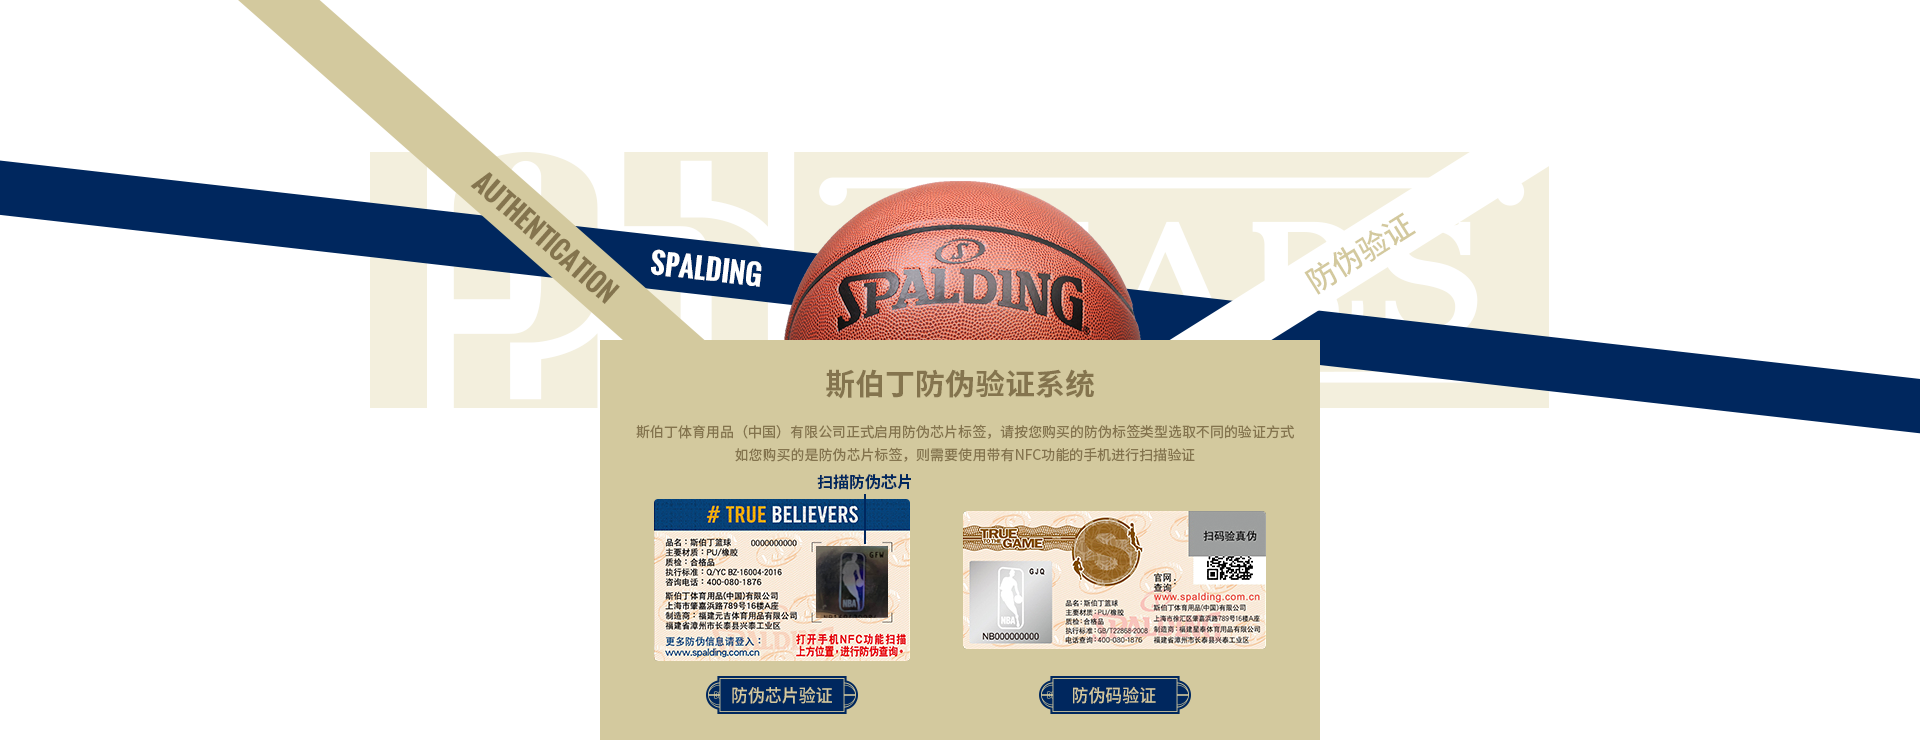 AUTHENTICATION
SPALDING
SPALDING
防伪验证
斯伯丁防伪验证系统
斯伯丁体育用品（中国）有限公司正式启用防伪芯片标签，请按您购买的防伪标签类型选取不同的验证方式
如您购买的是防伪芯片标签，则需要使用带有NFC功能的手机进行扫描验证
扫描防伪芯片
# TRUE BELIEVERS
品名：斯伯丁篮球 0000000000
主要材质：PU/橡胶
质检：合格品
执行标准：Q/YC BZ-16004-2016
咨询电话：400-080-1876
斯伯丁体育用品(中国)有限公司
上海市肇嘉浜路789号16楼A座
制造商：福建元吉体育用品有限公司
福建省漳州市长泰县兴泰工业区
更多防伪信息请登入：
www.spalding.com.cn
GFW
NBA
打开手机NFC功能扫描
上方位置，进行防伪查询。
TRUE
TO THE
GAME
S
扫码验真伪
GJQ
NBA
NB000000000
官网：
查询：
www.spalding.com.cn
品名：斯伯丁篮球
主要材质：PU/橡胶
质检：合格品
执行标准：GB/T22868-2008
电话查询：400-080-1876
斯伯丁体育用品(中国)有限公司
上海市徐汇区肇嘉浜路789号16楼A座
制造商：福建星泰体育用品有限公司
福建省漳州市长泰县兴泰工业区
防伪芯片验证
防伪码验证